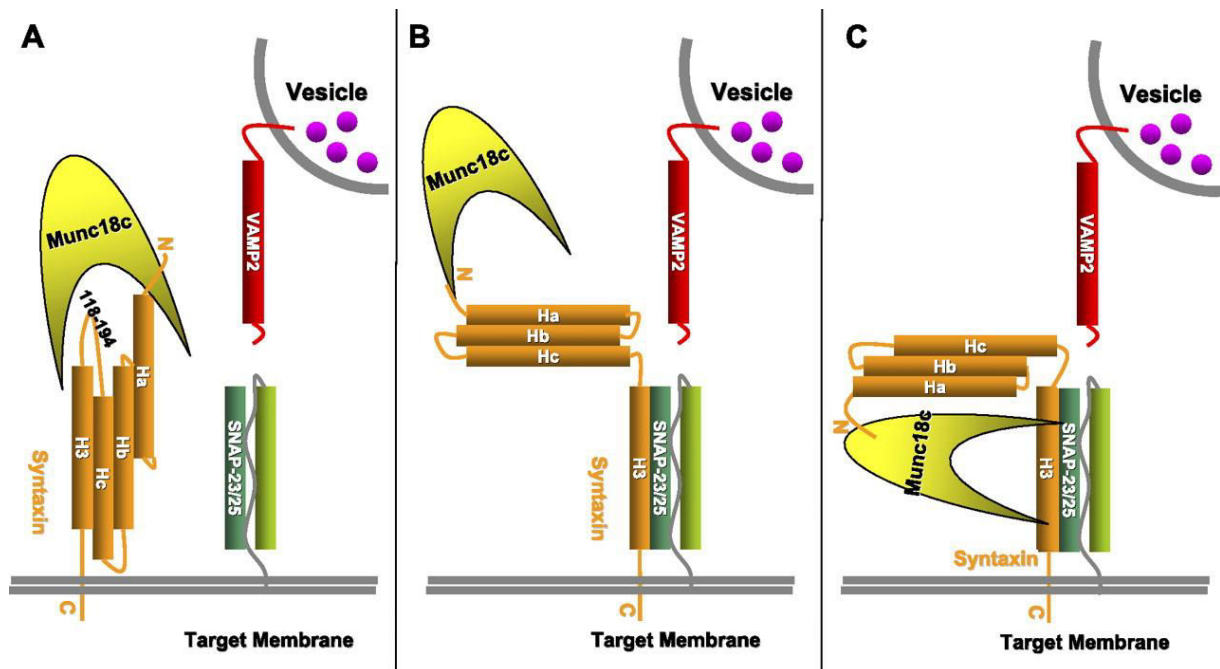 A
Vesicle
Munc18c
N
118-194
VAMP2
Ha
H3
Hb
Hc
SNAP-23/25
Syntaxin
C
Target Membrane
B
Vesicle
Munc18c
N
VAMP2
Ha
Hb
Hc
H3
SNAP-23/25
Syntaxin
C
Target Membrane
C
Vesicle
VAMP2
Hc
Hb
Ha
N
Munc18c
H3
SNAP-23/25
Syntaxin
C
Target Membrane